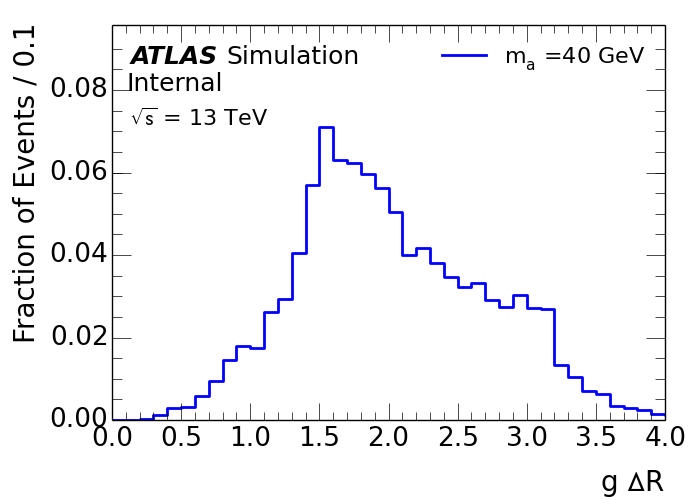 ATLAS Simulation
Internal
√s = 13 TeV
m_a =40 GeV
Fraction of Events / 0.1
0.08
0.06
0.04
0.02
0.00
0.0 0.5 1.0 1.5 2.0 2.5 3.0 3.5 4.0
g ΔR